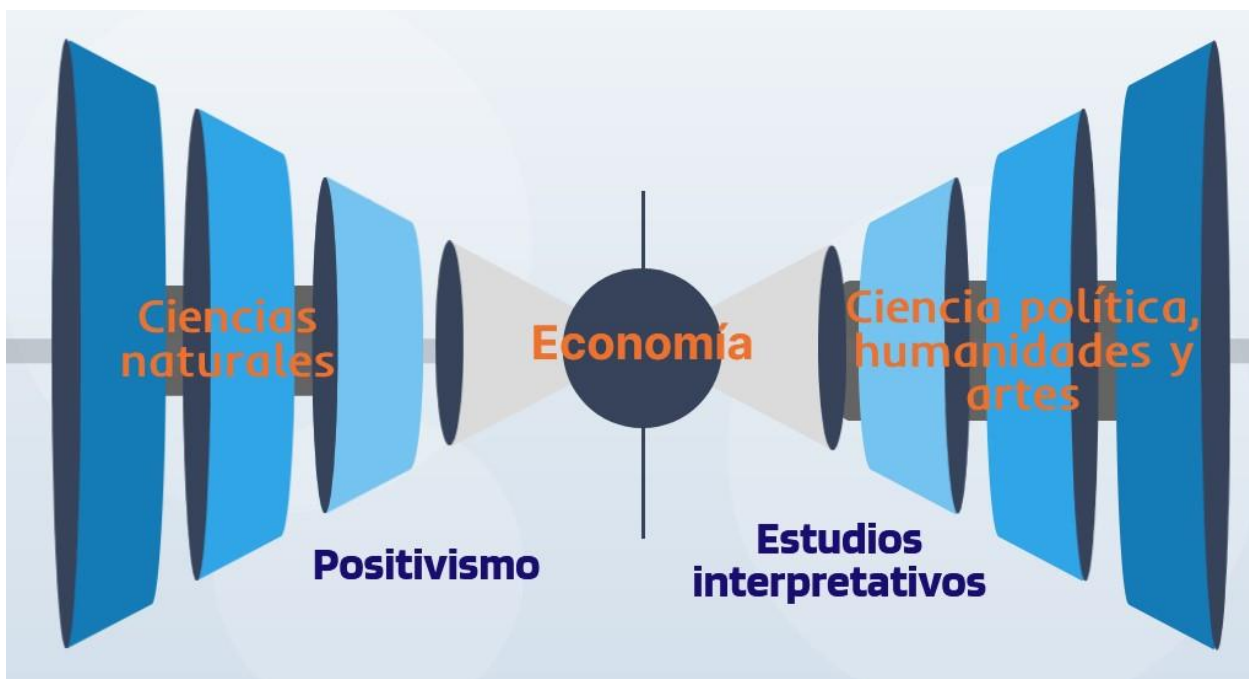 Ciencias
naturales
Economía
Ciencia política,
humanidades y
artes
Positivismo
Estudios
interpretativos